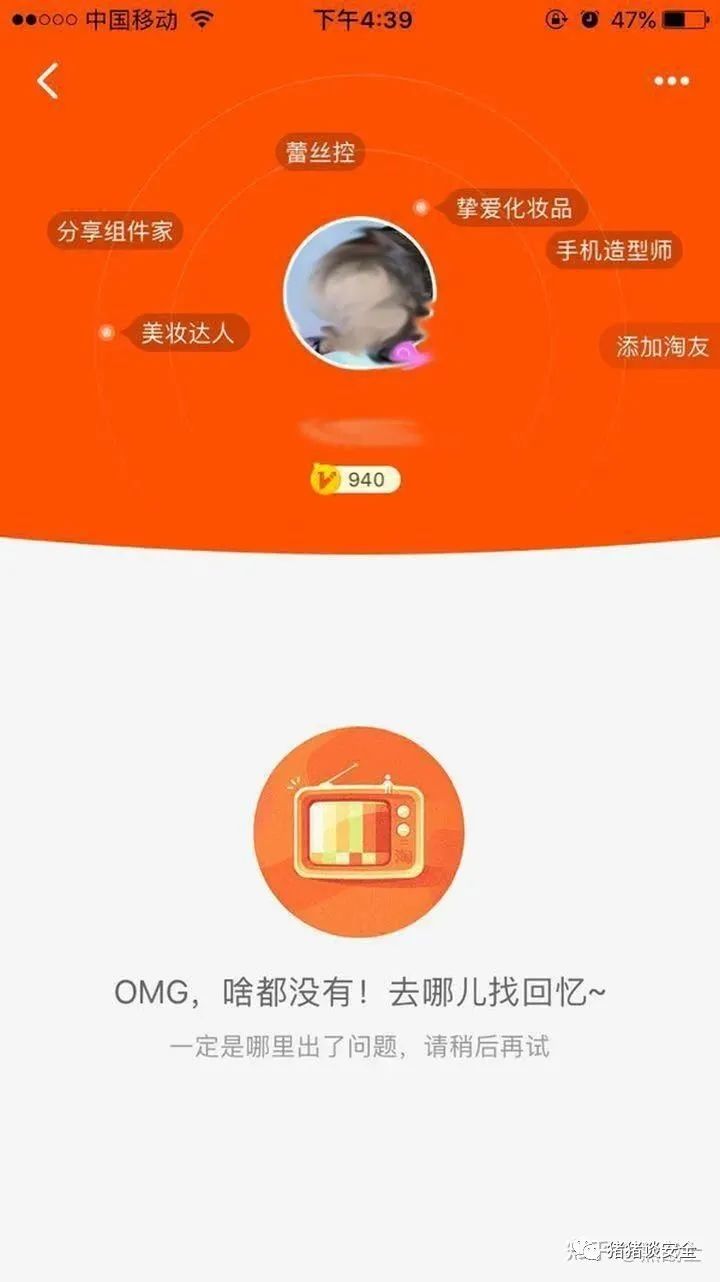 中国移动 下午4:39 47%
蕾丝控
挚爱化妆品
分享组件家
手机造型师
美妆达人
添加淘友
940
淘
OMG，啥都没有！去哪儿找回忆~
一定是哪里出了问题，请稍后再试
猪猪谈安全